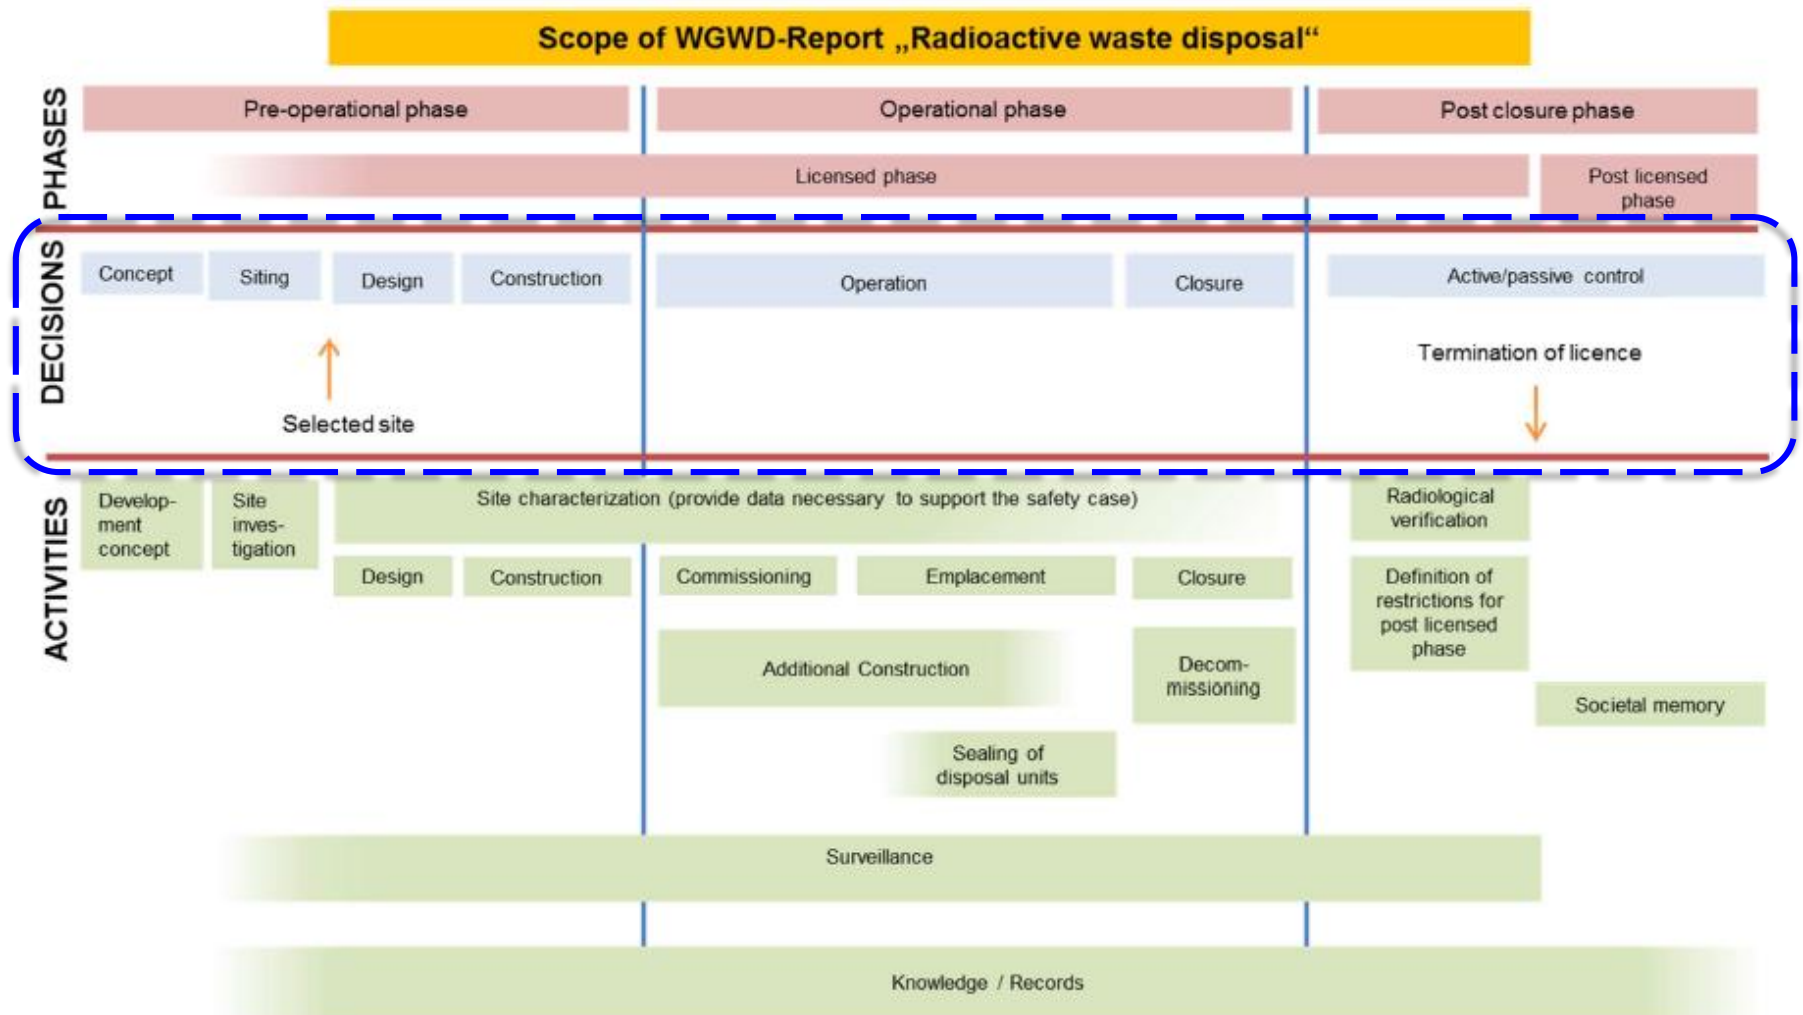 Scope of WGWD-Report „Radioactive waste disposal“
PHASES
Pre-operational phase
Operational phase
Post closure phase
Licensed phase
Post licensed
phase
DECISIONS
Concept
Siting
Design
Construction
Operation
Closure
Active/passive control
Selected site
Termination of licence
ACTIVITIES
Develop-
ment
concept
Site
inves-
tigation
Site characterization (provide data necessary to support the safety case)
Radiological
verification
Design
Construction
Commissioning
Emplacement
Closure
Definition of
restrictions for
post licensed
phase
Additional Construction
Decom-
missioning
Societal memory
Sealing of
disposal units
Surveillance
Knowledge / Records